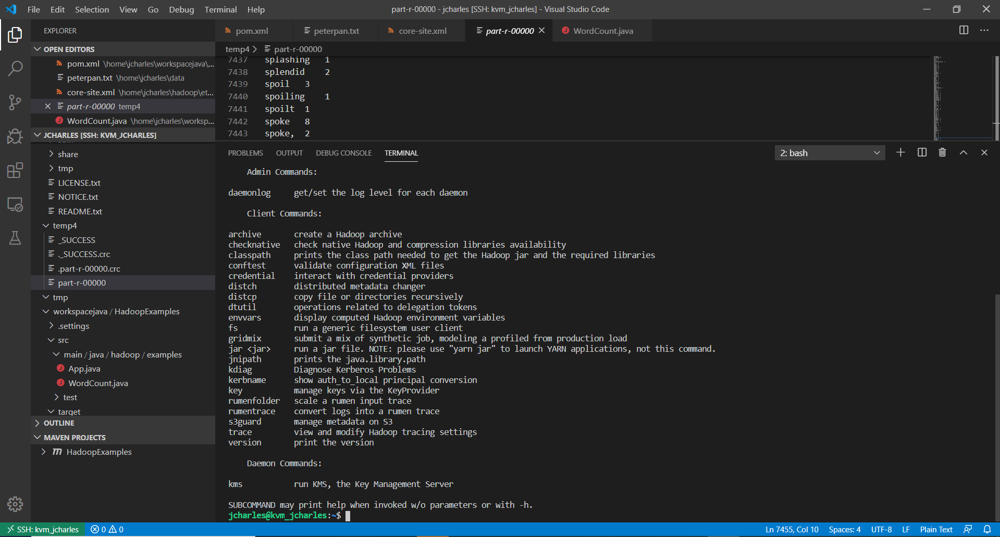 File Edit Selection View Go Debug Terminal Help
part-r-00000 - jcharles [SSH: kvm_jcharles] - Visual Studio Code
EXPLORER
OPEN EDITORS
pom.xml \home\jcharles\workspacejava\...
peterpan.txt \home\jcharles\data
core-site.xml \home\jcharles\hadoop\et...
part-r-00000 temp4
WordCount.java \home\jcharles\worksp...
JCHARLES [SSH: KVM_JCHARLES]
share
tmp
LICENSE.txt
NOTICE.txt
README.txt
temp4
_SUCCESS
._SUCCESS.crc
.part-r-00000.crc
part-r-00000
tmp
workspacejava / HadoopExamples
.settings
src
main / java / hadoop / examples
App.java
WordCount.java
test
target
OUTLINE
MAVEN PROJECTS
HadoopExamples
pom.xml peterpan.txt core-site.xml part-r-00000 WordCount.java
temp4 > part-r-00000
7437 splashing 1
7438 splendid 2
7439 spoil 3
7440 spoiling 1
7441 spoilt 1
7442 spoke 8
7443 spoke, 2
PROBLEMS OUTPUT DEBUG CONSOLE TERMINAL
2: bash
Admin Commands:
daemonlog get/set the log level for each daemon
Client Commands:
archive create a Hadoop archive
checknative check native Hadoop and compression libraries availability
classpath prints the class path needed to get the Hadoop jar and the required libraries
conftest validate configuration XML files
credential interact with credential providers
distch distributed metadata changer
distcp copy file or directories recursively
dtutil operations related to delegation tokens
envvars display computed Hadoop environment variables
fs run a generic filesystem user client
gridmix submit a mix of synthetic job, modeling a profiled from production load
jar <jar> run a jar file. NOTE: please use "yarn jar" to launch YARN applications, not this command.
jnipath prints the java.library.path
kdiag Diagnose Kerberos Problems
kerbname show auth_to_local principal conversion
key manage keys via the KeyProvider
rumenfolder scale a rumen input trace
rumentrace convert logs into a rumen trace
s3guard manage metadata on S3
trace view and modify Hadoop tracing settings
version print the version
Daemon Commands:
kms run KMS, the Key Management Server
SUBCOMMAND may print help when invoked w/o parameters or with -h.
jcharles@kvm_jcharles:~$
SSH: kvm_jcharles 0 0 Ln 7455, Col 10 Spaces: 4 UTF-8 LF Plain Text